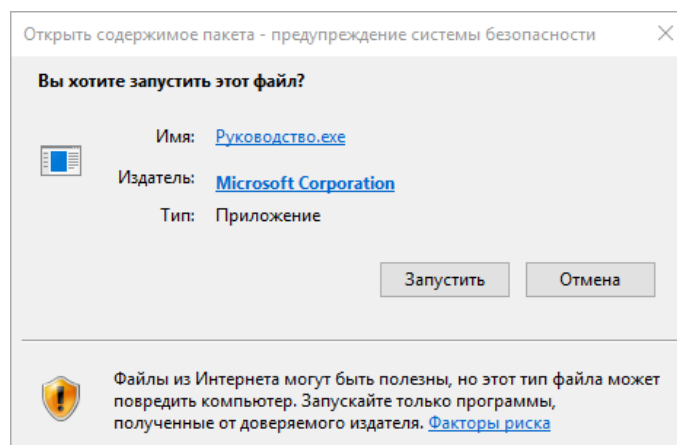 Открыть содержимое пакета - предупреждение системы безопасности
Вы хотите запустить этот файл?
Имя: Руководство.exe
Издатель: Microsoft Corporation
Тип: Приложение
Запустить Отмена
Файлы из Интернета могут быть полезны, но этот тип файла может
повредить компьютер. Запускайте только программы,
полученные от доверяемого издателя. Факторы риска